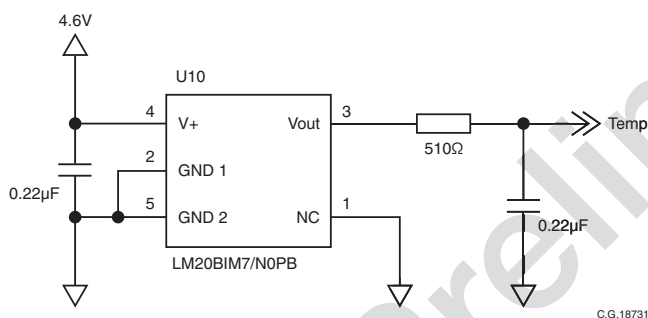 4.6V
U10
4
V+
Vout
3
Temp
510Ω
2
GND 1
0.22µF
5
GND 2
NC
1
0.22µF
LM20BIM7/N0PB
C.G.18731
Prelin